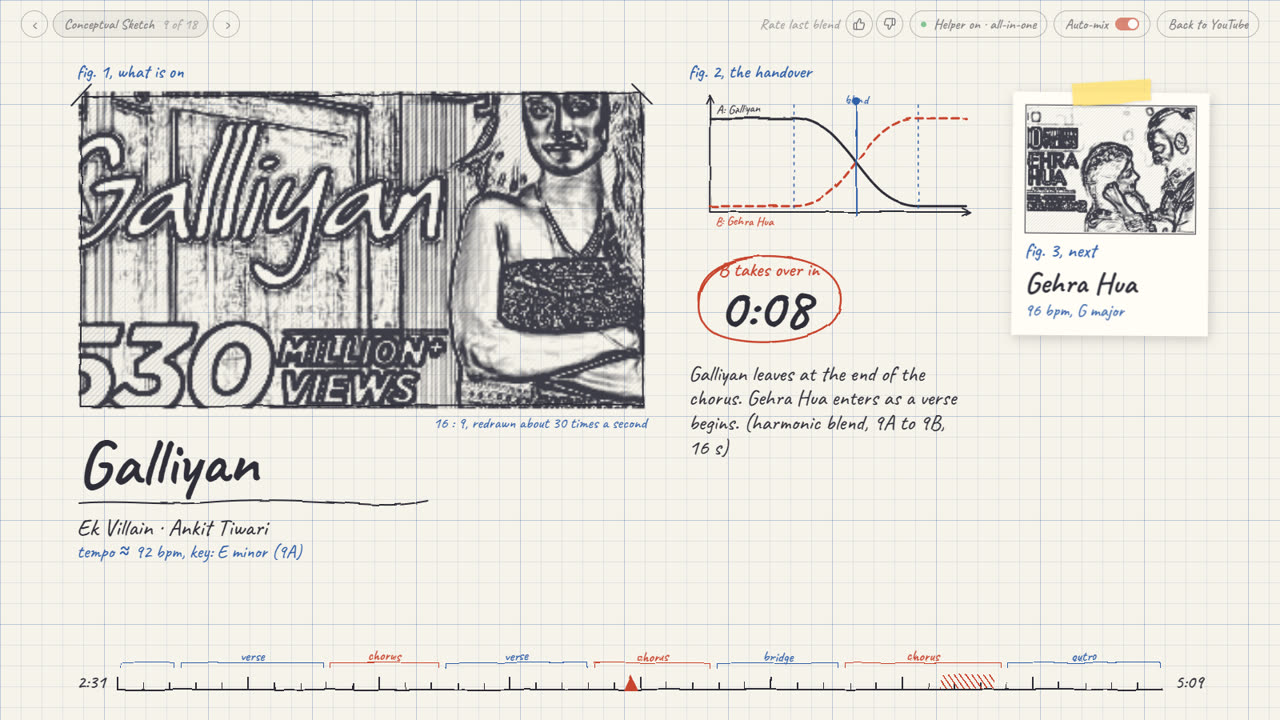 Conceptual Sketch 9 of 18
Rate last blend
Helper on · all-in-one
Auto-mix
Back to YouTube
fig. 1, what is on
Galliyan
530 MILLION+
VIEWS
16 : 9, redrawn about 30 times a second
Galliyan
Ek Villain · Ankit Tiwari
tempo ≈ 92 bpm, key: E minor (9A)
fig. 2, the handover
blend
A: Galliyan
B: Gehra Hua
B takes over in
0:08
Galliyan leaves at the end of the
chorus. Gehra Hua enters as a verse
begins. (harmonic blend, 9A to 9B,
16 s)
EHRA
HUA
fig. 3, next
Gehra Hua
96 bpm, G major
verse
chorus
verse
chorus
bridge
chorus
outro
2:31
5:09